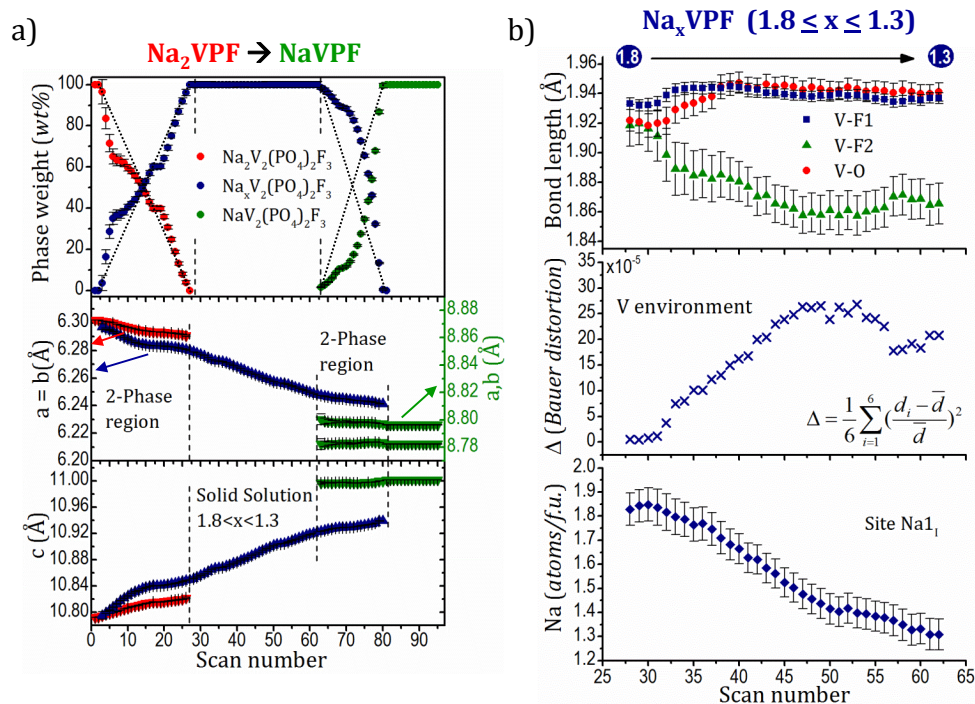 a)
Na₂VPF → NaVPF
Phase weight (wt%)
100
80
60
40
20
0
Na₂V₂(PO₄)₂F₃
NaₓV₂(PO₄)₂F₃
NaV₂(PO₄)₂F₃
a = b(Å)
6.30
6.28
6.26
6.24
6.22
6.20
2-Phase
region
2-Phase
region
8.88
8.86
8.84
8.82
8.80
8.78
a,b (Å)
c (Å)
11.00
10.92
10.84
10.80
Solid Solution
1.8<x<1.3
0 10 20 30 40 50 60 70 80 90
Scan number
b)
NaₓVPF (1.8 ≤ x ≤ 1.3)
1.8
1.3
Bond length (Å)
1.96
1.94
1.92
1.90
1.88
1.86
1.84
V-F1
V-F2
V-O
Δ (Bauer distortion)
30
25
20
15
10
5
0
x10⁻⁵
V environment
Δ = 1/6 ∑ᵢ₌₁⁶ (dᵢ − d̄ / d̄)²
Na (atoms/f.u.)
2.0
1.9
1.8
1.7
1.6
1.5
1.4
1.3
1.2
Site Na1ᵢ
25 30 35 40 45 50 55 60 65
Scan number